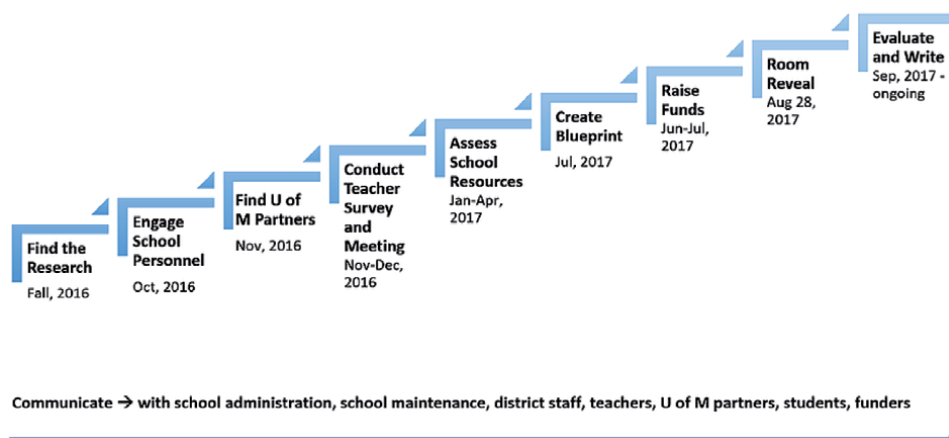 Find the
Research
Fall, 2016
Engage
School
Personnel
Oct, 2016
Find U of
M Partners
Nov, 2016
Conduct
Teacher
Survey
and
Meeting
Nov-Dec,
2016
Assess
School
Resources
Jan-Apr,
2017
Create
Blueprint
Jul, 2017
Raise
Funds
Jun-Jul,
2017
Room
Reveal
Aug 28,
2017
Evaluate
and Write
Sep, 2017 -
ongoing
Communicate → with school administration, school maintenance, district staff, teachers, U of M partners, students, funders